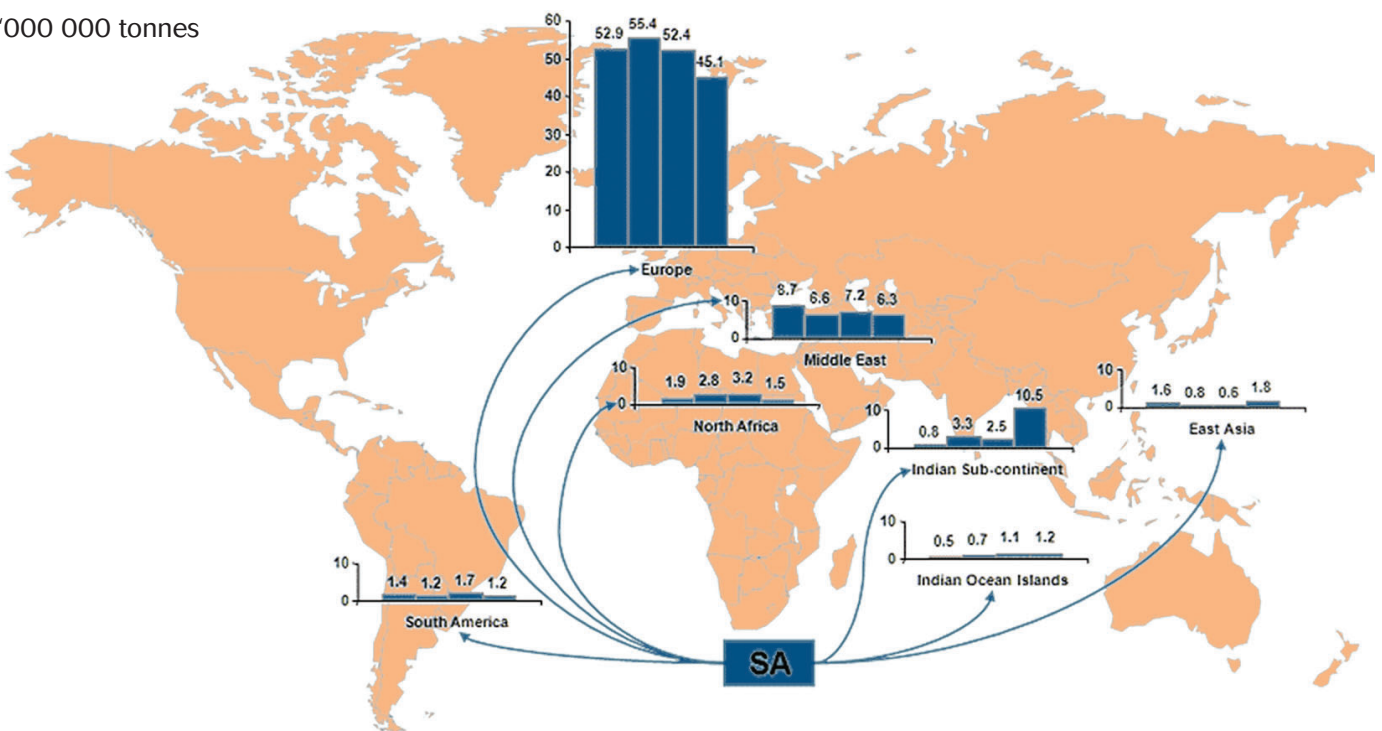 '000 000 tonnes
60
50
40
30
20
10
0
52.9 55.4 52.4 45.1
Europe
10
0
8.7 6.6 7.2 6.3
Middle East
10
0
1.9 2.8 3.2 1.5
North Africa
10
0
0.8 3.3 2.5 10.5
Indian Sub-continent
10
0
1.6 0.8 0.6 1.8
East Asia
10
0
0.5 0.7 1.1 1.2
Indian Ocean Islands
10
0
1.4 1.2 1.7 1.2
South America
SA